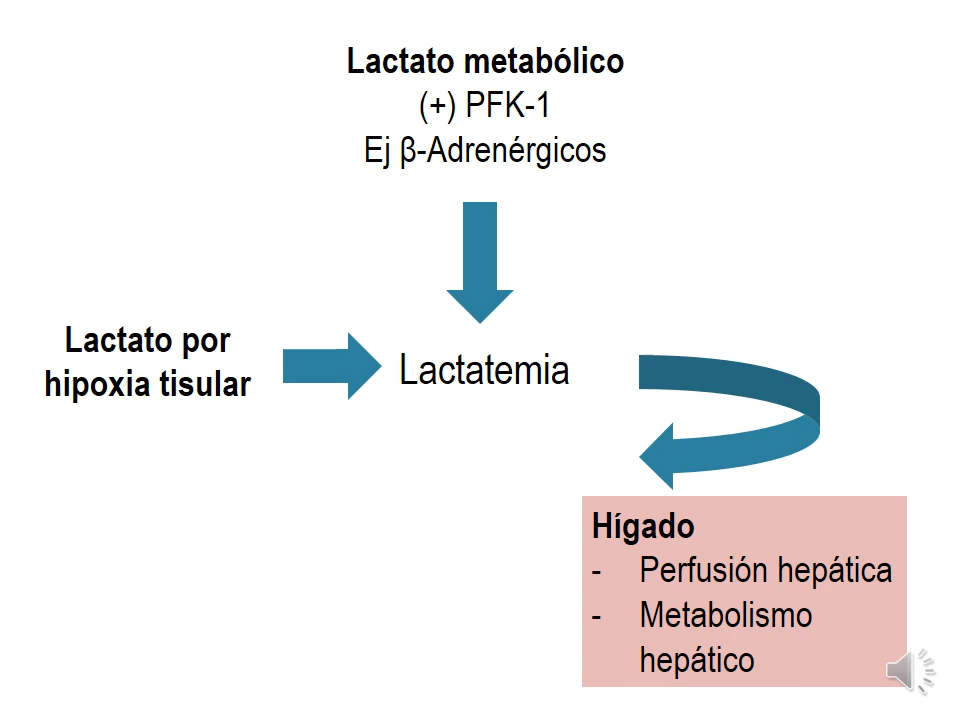 Lactato metabólico
(+) PFK-1
Ej β-Adrenérgicos
Lactato por
hipoxia tisular
Lactatemia
Hígado
- Perfusión hepática
- Metabolismo
hepático